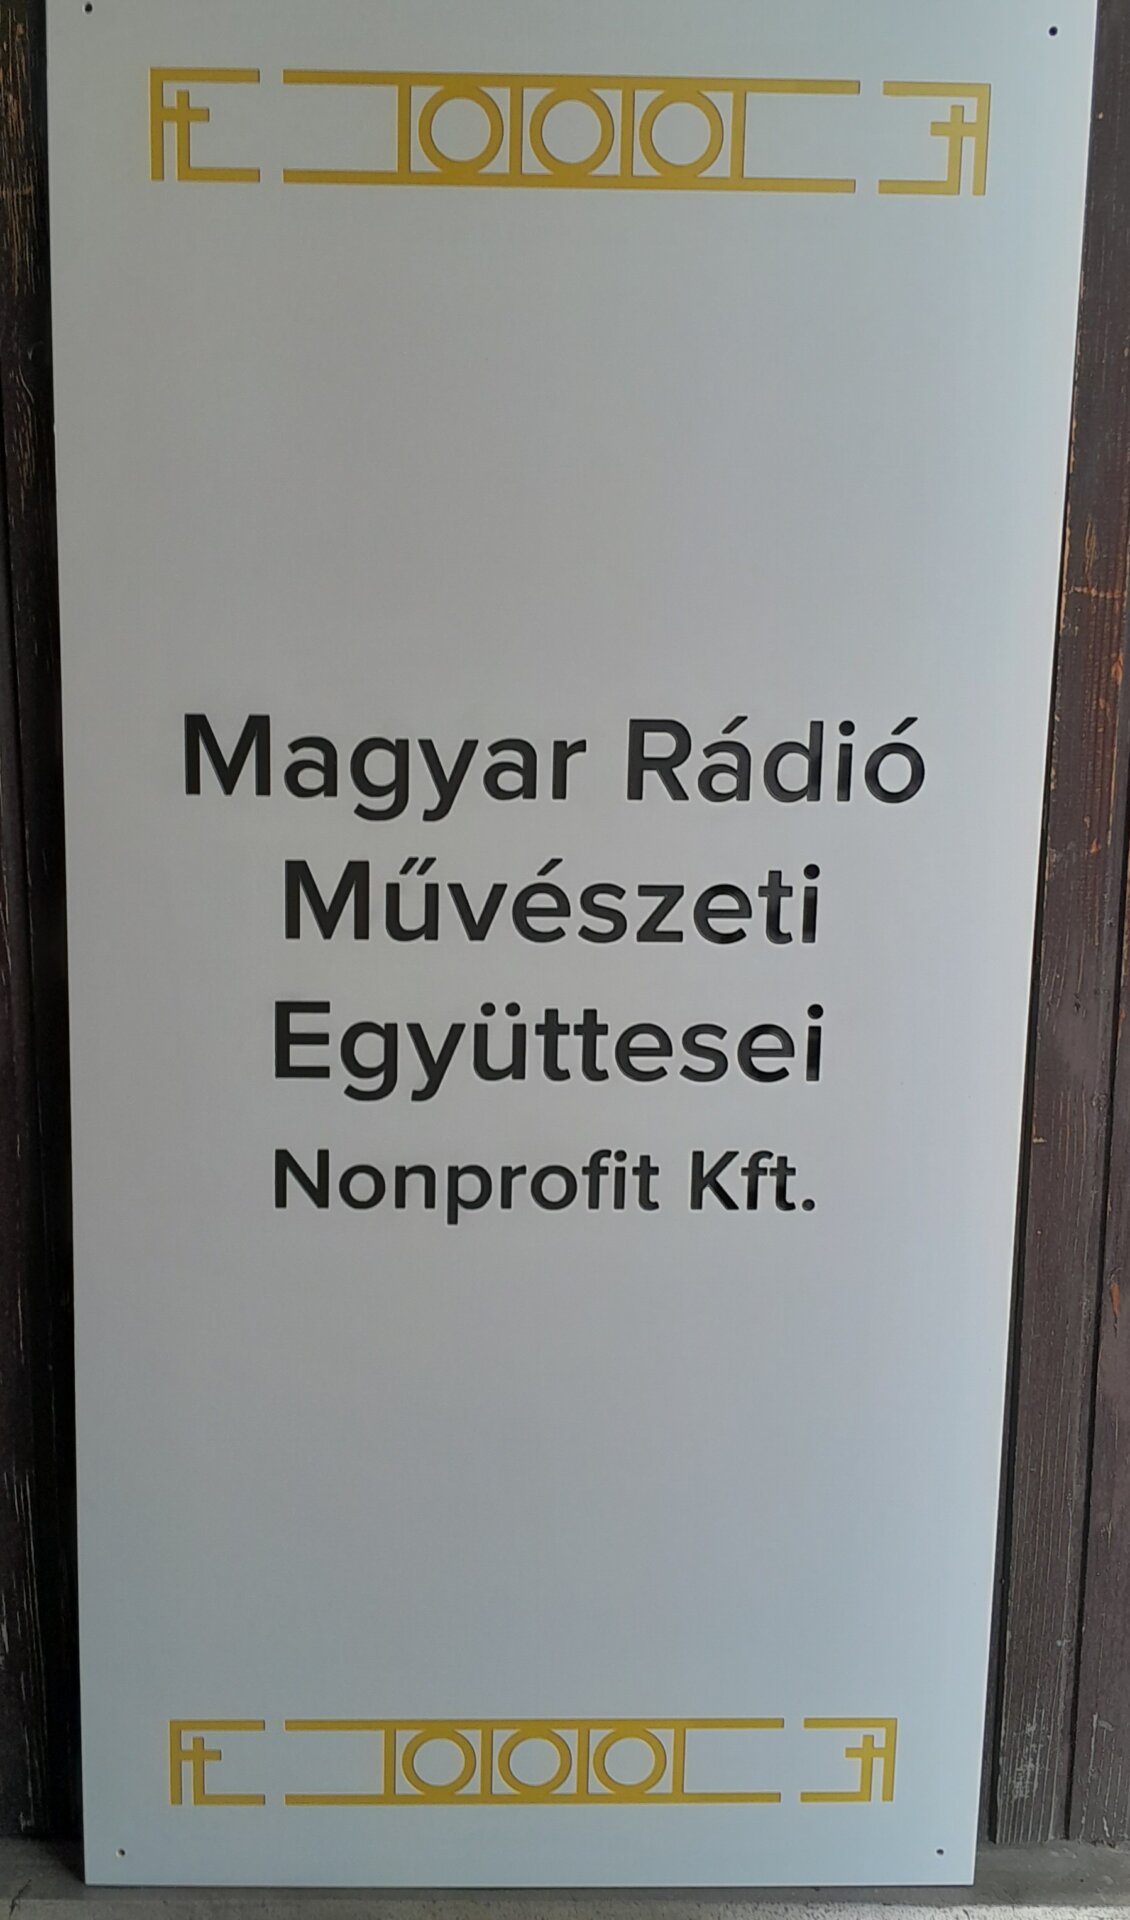 Magyar Rádió
Művészeti
Együttesei
Nonprofit Kft.